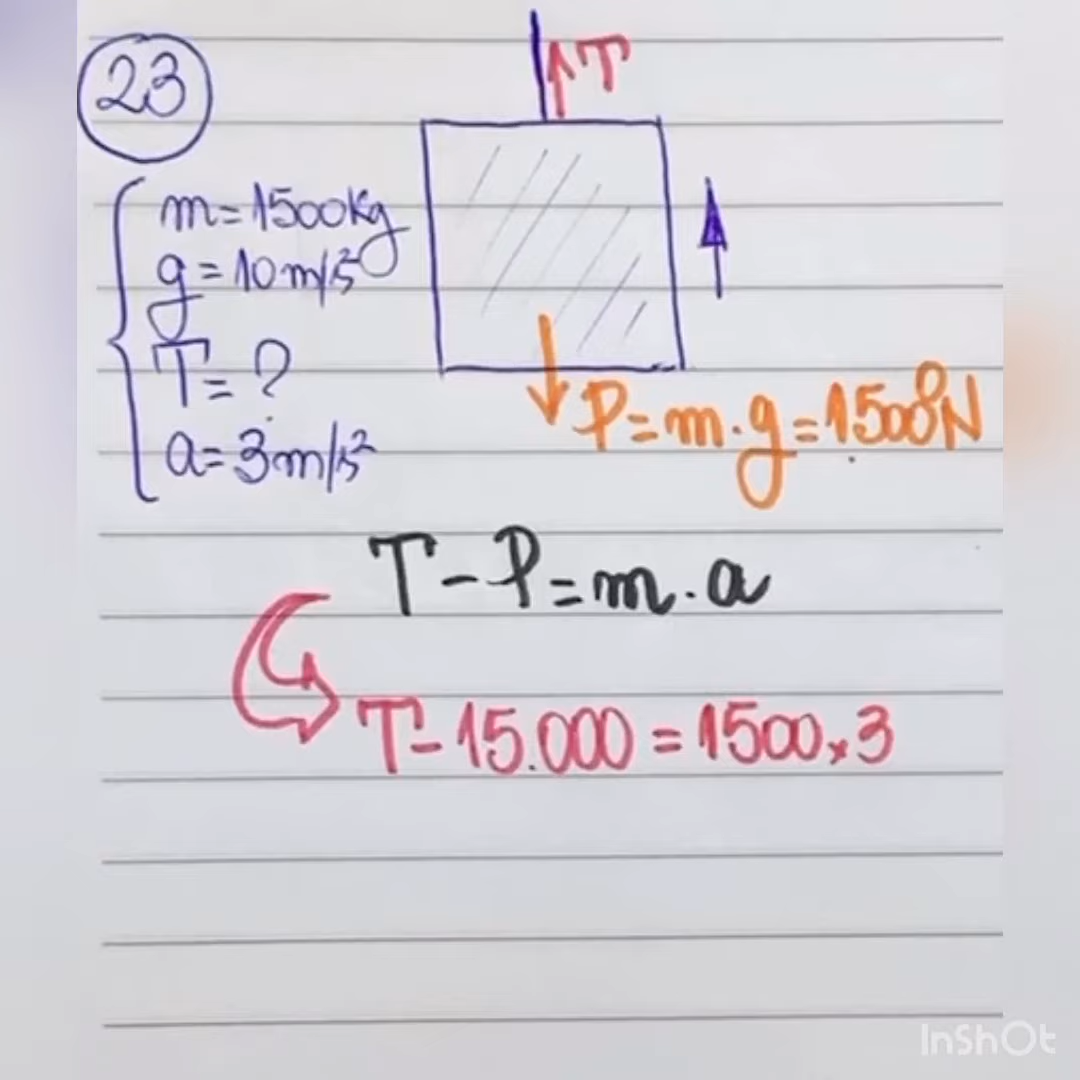 23
T
m=1500Kg
g=10m/s²
T=?
a=3m/s²
P=m.g=15000N
T-P=m.a
T-15.000=1500x3
InShOt